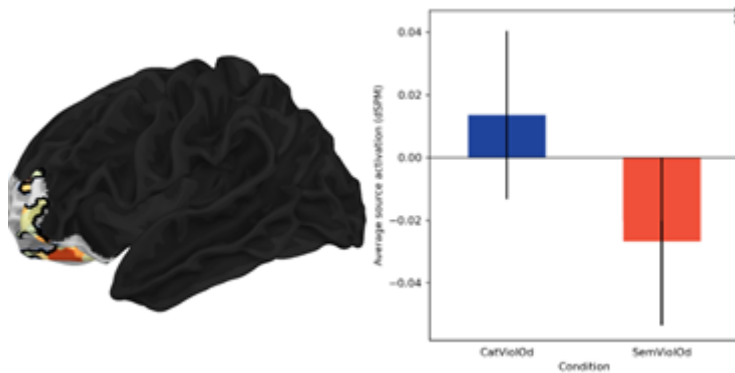 0.04
0.02
0.00
−0.02
−0.04
Average source activation (dSPM)
CatViolOd
SemViolOd
Condition